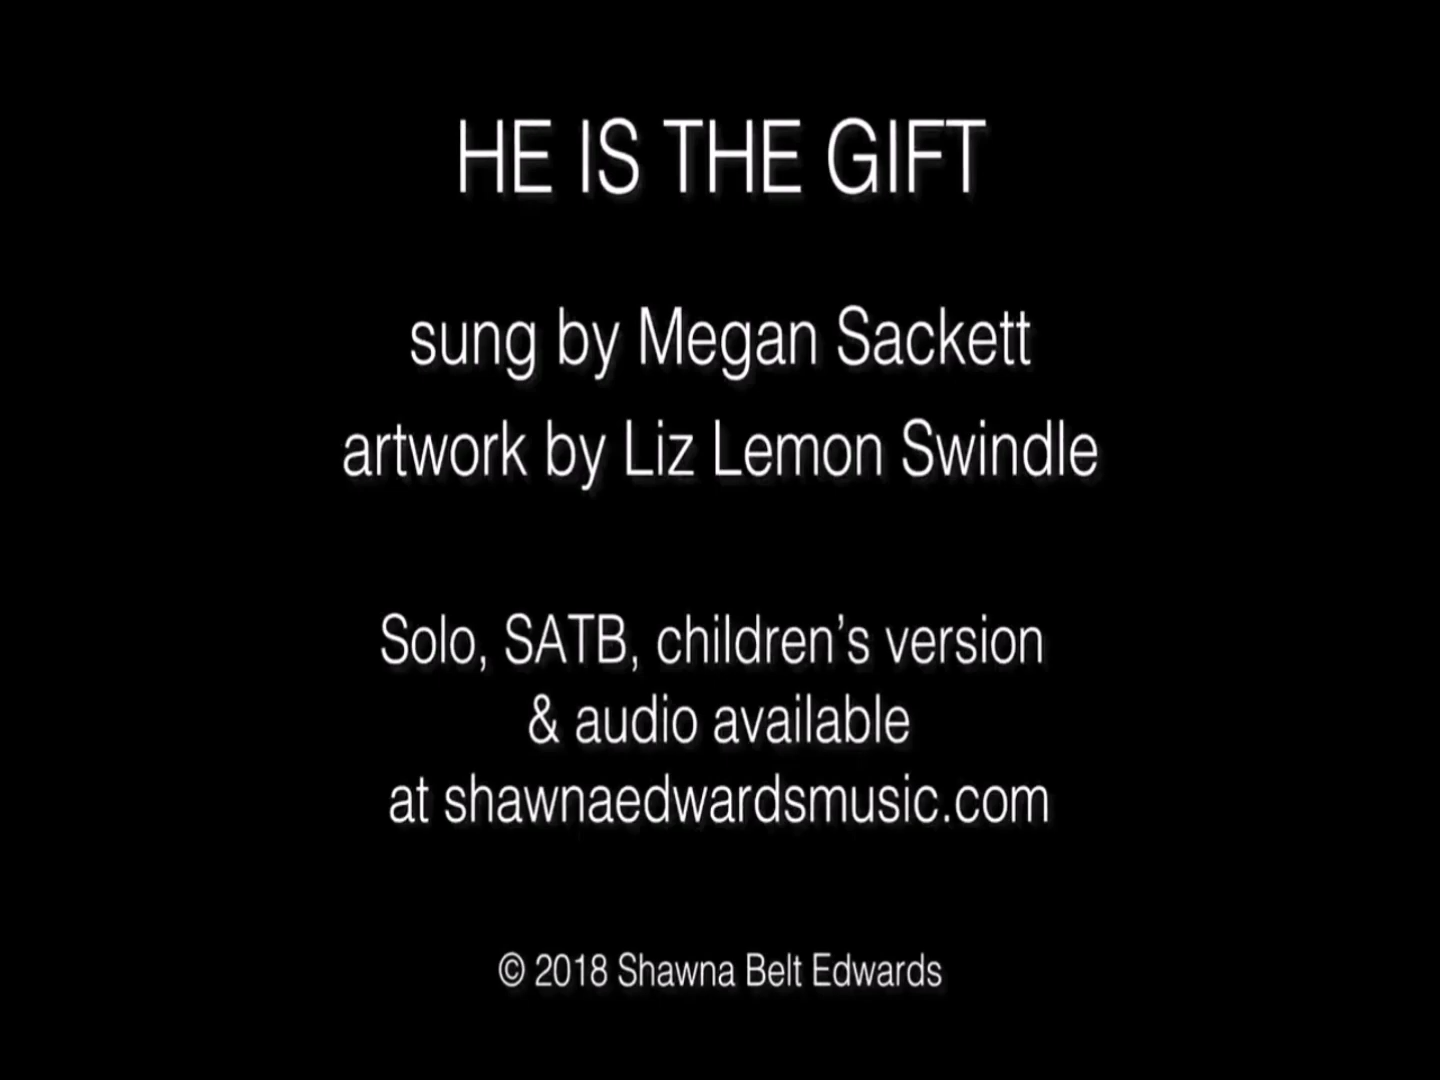 HE IS THE GIFT
sung by Megan Sackett
artwork by Liz Lemon Swindle
Solo, SATB, children’s version
& audio available
at shawnaedwardsmusic.com
© 2018 Shawna Belt Edwards